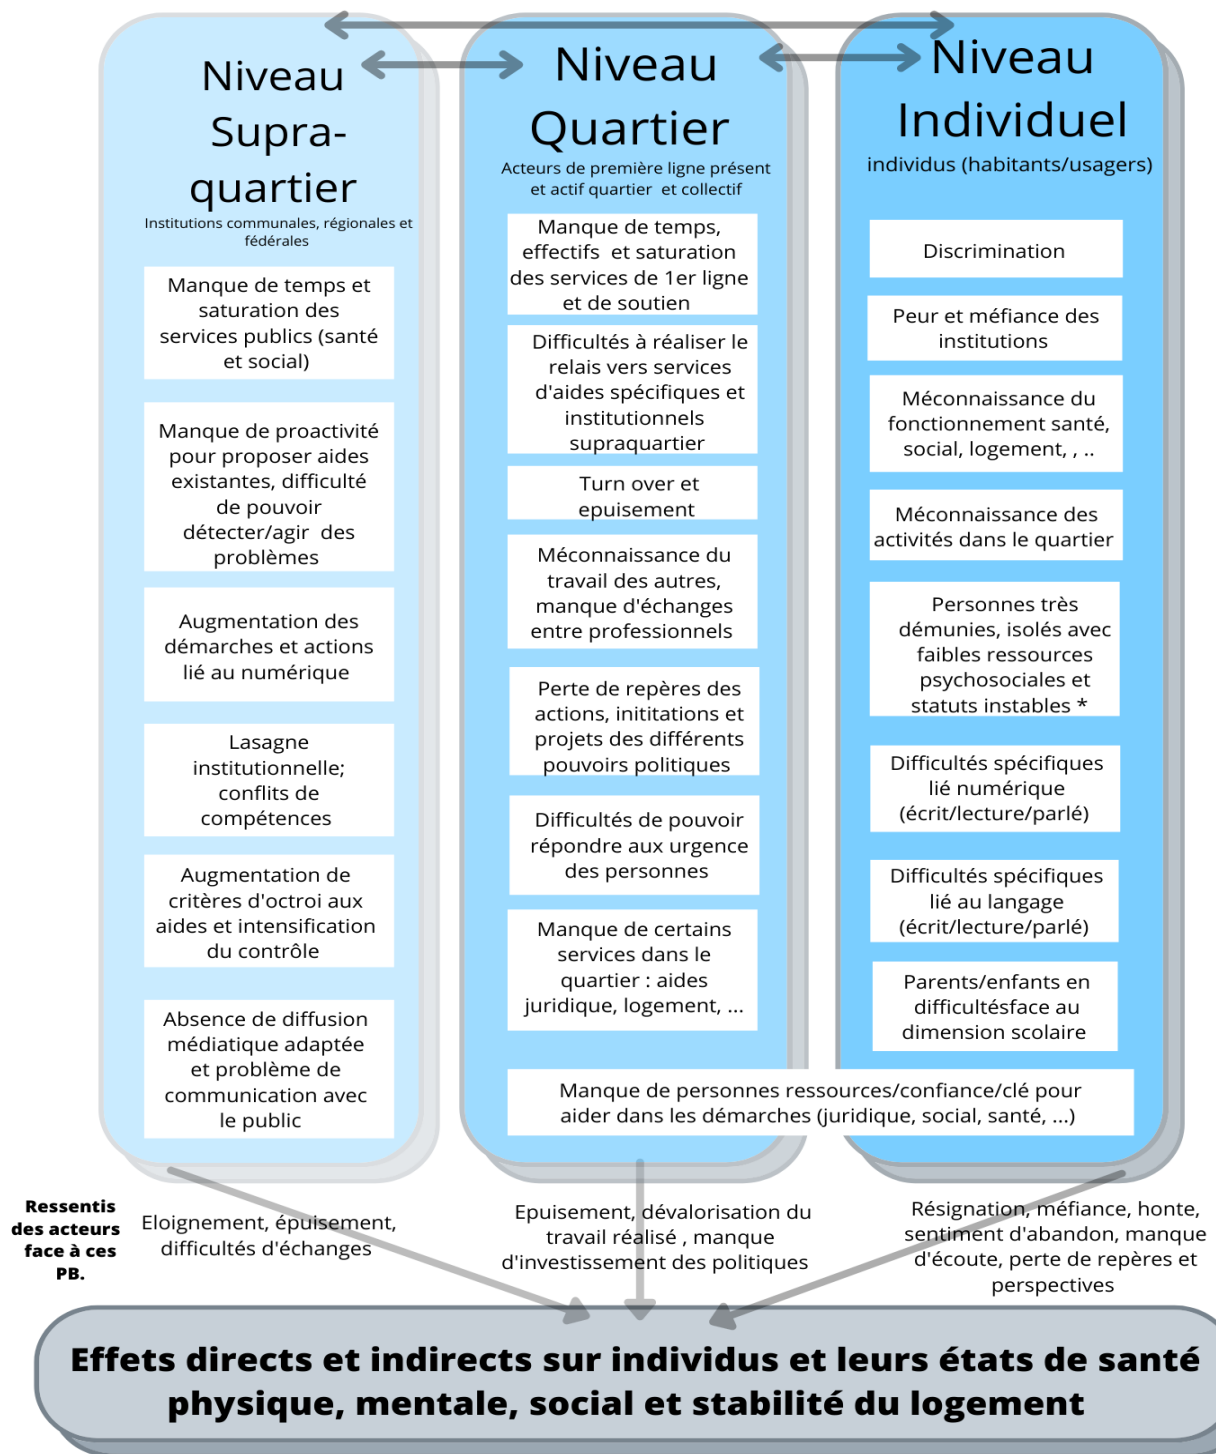 Niveau
Supra-
quartier
Institutions communales, régionales et
fédérales
Manque de temps et
saturation des
services publics (santé
et social)
Manque de proactivité
pour proposer aides
existantes, difficulté
de pouvoir
détecter/agir des
problèmes
Augmentation des
démarches et actions
lié au numérique
Lasagne
institutionnelle;
conflits de
compétences
Augmentation de
critères d'octroi aux
aides et intensification
du contrôle
Absence de diffusion
médiatique adaptée
et problème de
communication avec
le public
Niveau
Quartier
Acteurs de première ligne présent
et actif quartier et collectif
Manque de temps,
effectifs et saturation
des services de 1er ligne
et de soutien
Difficultés à réaliser le
relais vers services
d'aides spécifiques et
institutionnels
supraquartier
Turn over et
epuisement
Méconnaissance du
travail des autres,
manque d'échanges
entre professionnels
Perte de repères des
actions, inititations et
projets des différents
pouvoirs politiques
Difficultés de pouvoir
répondre aux urgence
des personnes
Manque de certains
services dans le
quartier : aides
juridique, logement, ...
Niveau
Individuel
individus (habitants/usagers)
Discrimination
Peur et méfiance des
institutions
Méconnaissance du
fonctionnement santé,
social, logement, , ..
Méconnaissance des
activités dans le quartier
Personnes très
démunies, isolés avec
faibles ressources
psychosociales et
statuts instables *
Difficultés spécifiques
lié numérique
(écrit/lecture/parlé)
Difficultés spécifiques
lié au langage
(écrit/lecture/parlé)
Parents/enfants en
difficultésface au
dimension scolaire
Manque de personnes ressources/confiance/clé pour
aider dans les démarches (juridique, social, santé, ...)
Ressentis
des acteurs
face à ces
PB.
Eloignement, épuisement,
difficultés d'échanges
Epuisement, dévalorisation du
travail réalisé , manque
d'investissement des politiques
Résignation, méfiance, honte,
sentiment d'abandon, manque
d'écoute, perte de repères et
perspectives
Effets directs et indirects sur individus et leurs états de santé
physique, mentale, social et stabilité du logement